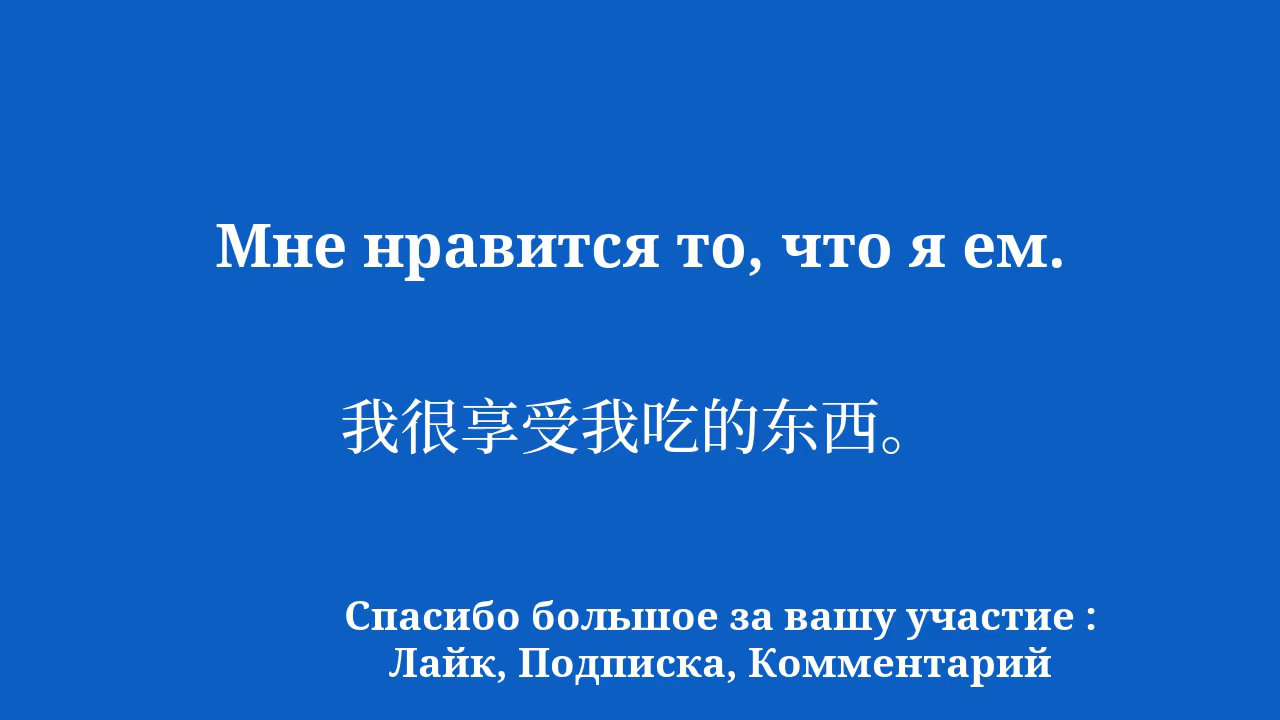 Мне нравится то, что я ем.
我很享受我吃的东西。
Спасибо большое за вашу участие :
Лайк, Подписка, Комментарий